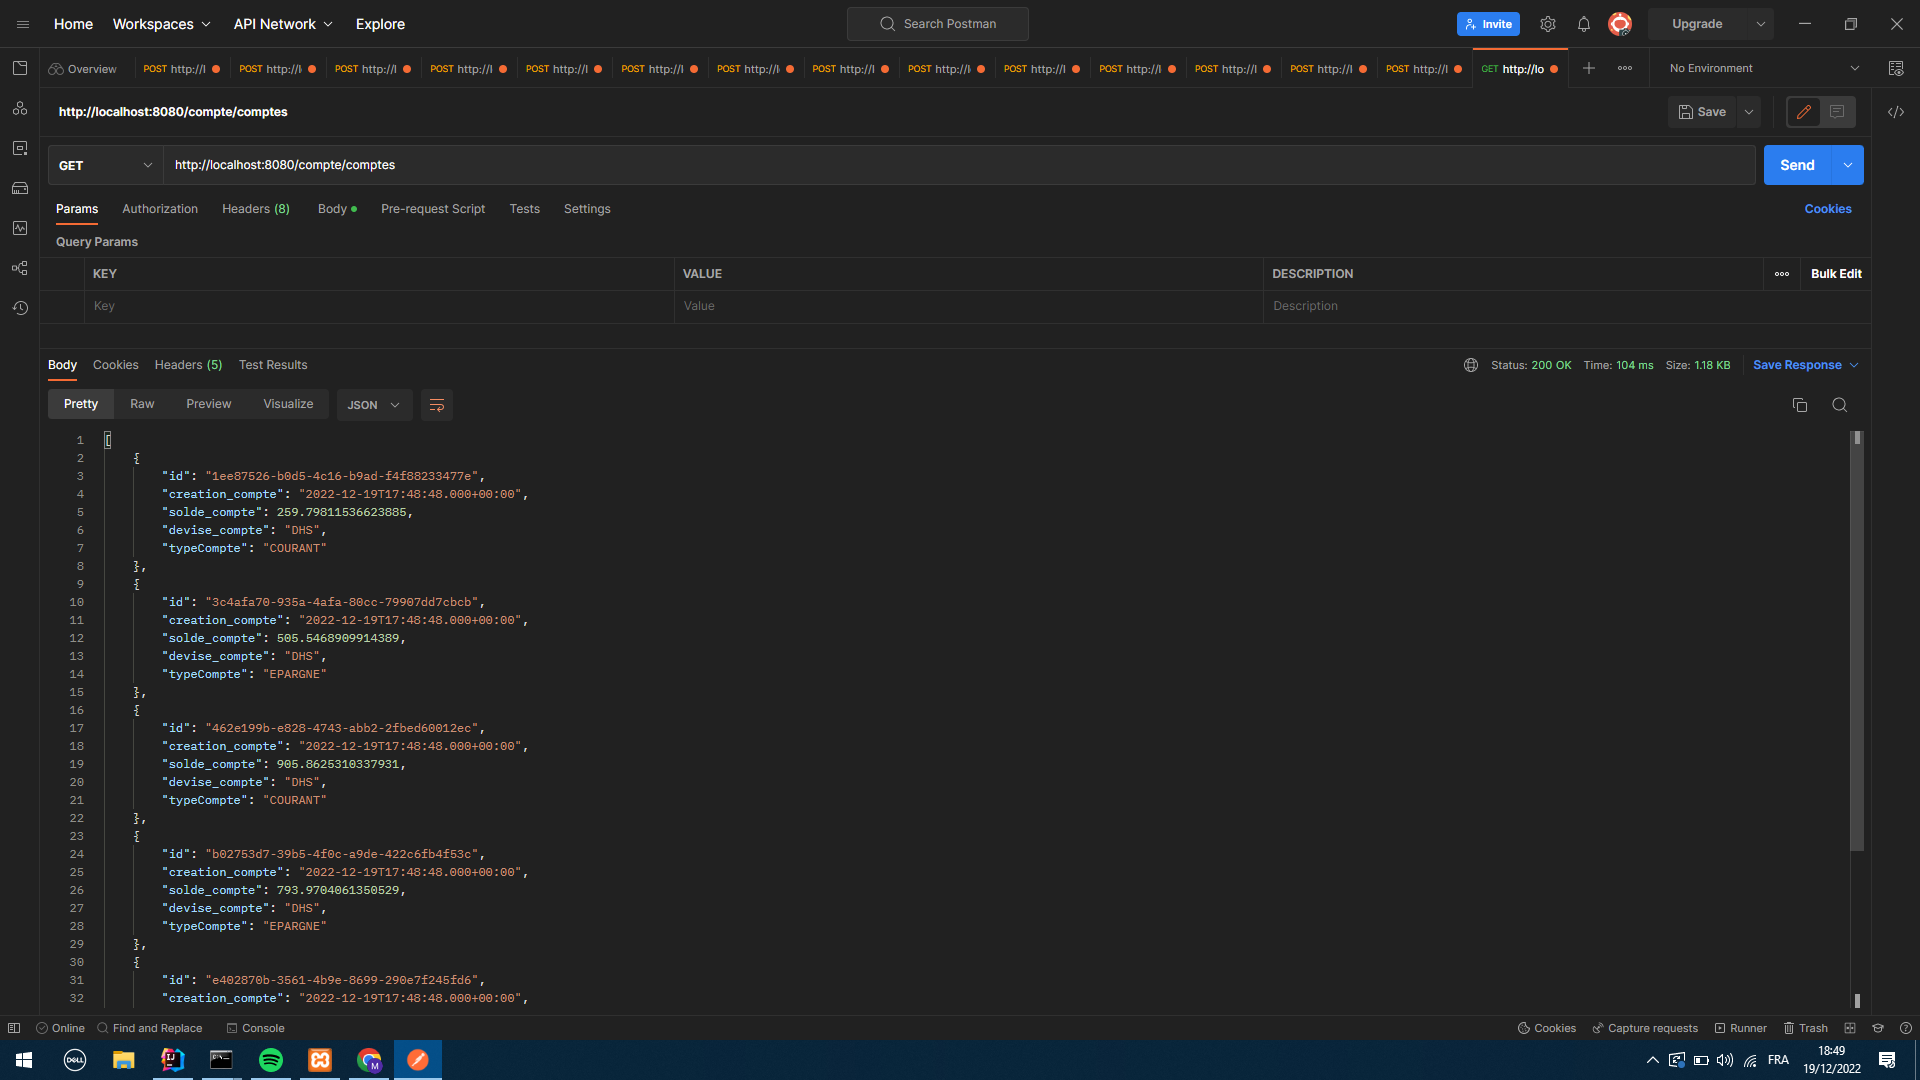 Home Workspaces API Network Explore Search Postman Invite Upgrade
Overview POST http://l POST http://l POST http://l POST http://l POST http://l POST http://l POST http://l POST http://l POST http://l POST http://l POST http://l POST http://l POST http://l POST http://l GET http://lo No Environment
http://localhost:8080/compte/comptes Save
GET http://localhost:8080/compte/comptes Send
Params Authorization Headers (8) Body Pre-request Script Tests Settings Cookies
Query Params
KEY VALUE DESCRIPTION Bulk Edit
Key Value Description
Body Cookies Headers (5) Test Results Status: 200 OK Time: 104 ms Size: 1.18 KB Save Response
Pretty Raw Preview Visualize JSON
1 [
2 {
3 "id": "1ee87526-b0d5-4c16-b9ad-f4f88233477e",
4 "creation_compte": "2022-12-19T17:48:48.000+00:00",
5 "solde_compte": 259.79811536623885,
6 "devise_compte": "DHS",
7 "typeCompte": "COURANT"
8 },
9 {
10 "id": "3c4afa70-935a-4afa-80cc-79907dd7cbcb",
11 "creation_compte": "2022-12-19T17:48:48.000+00:00",
12 "solde_compte": 505.5468909914389,
13 "devise_compte": "DHS",
14 "typeCompte": "EPARGNE"
15 },
16 {
17 "id": "462e199b-e828-4743-abb2-2fbed60012ec",
18 "creation_compte": "2022-12-19T17:48:48.000+00:00",
19 "solde_compte": 905.8625310337931,
20 "devise_compte": "DHS",
21 "typeCompte": "COURANT"
22 },
23 {
24 "id": "b02753d7-39b5-4f0c-a9de-422c6fb4f53c",
25 "creation_compte": "2022-12-19T17:48:48.000+00:00",
26 "solde_compte": 793.9704061350529,
27 "devise_compte": "DHS",
28 "typeCompte": "EPARGNE"
29 },
30 {
31 "id": "e402870b-3561-4b9e-8699-290e7f245fd6",
32 "creation_compte": "2022-12-19T17:48:48.000+00:00",
Online Find and Replace Console Cookies Capture requests Runner Trash
DELL IJ M FRA 18:49
19/12/2022